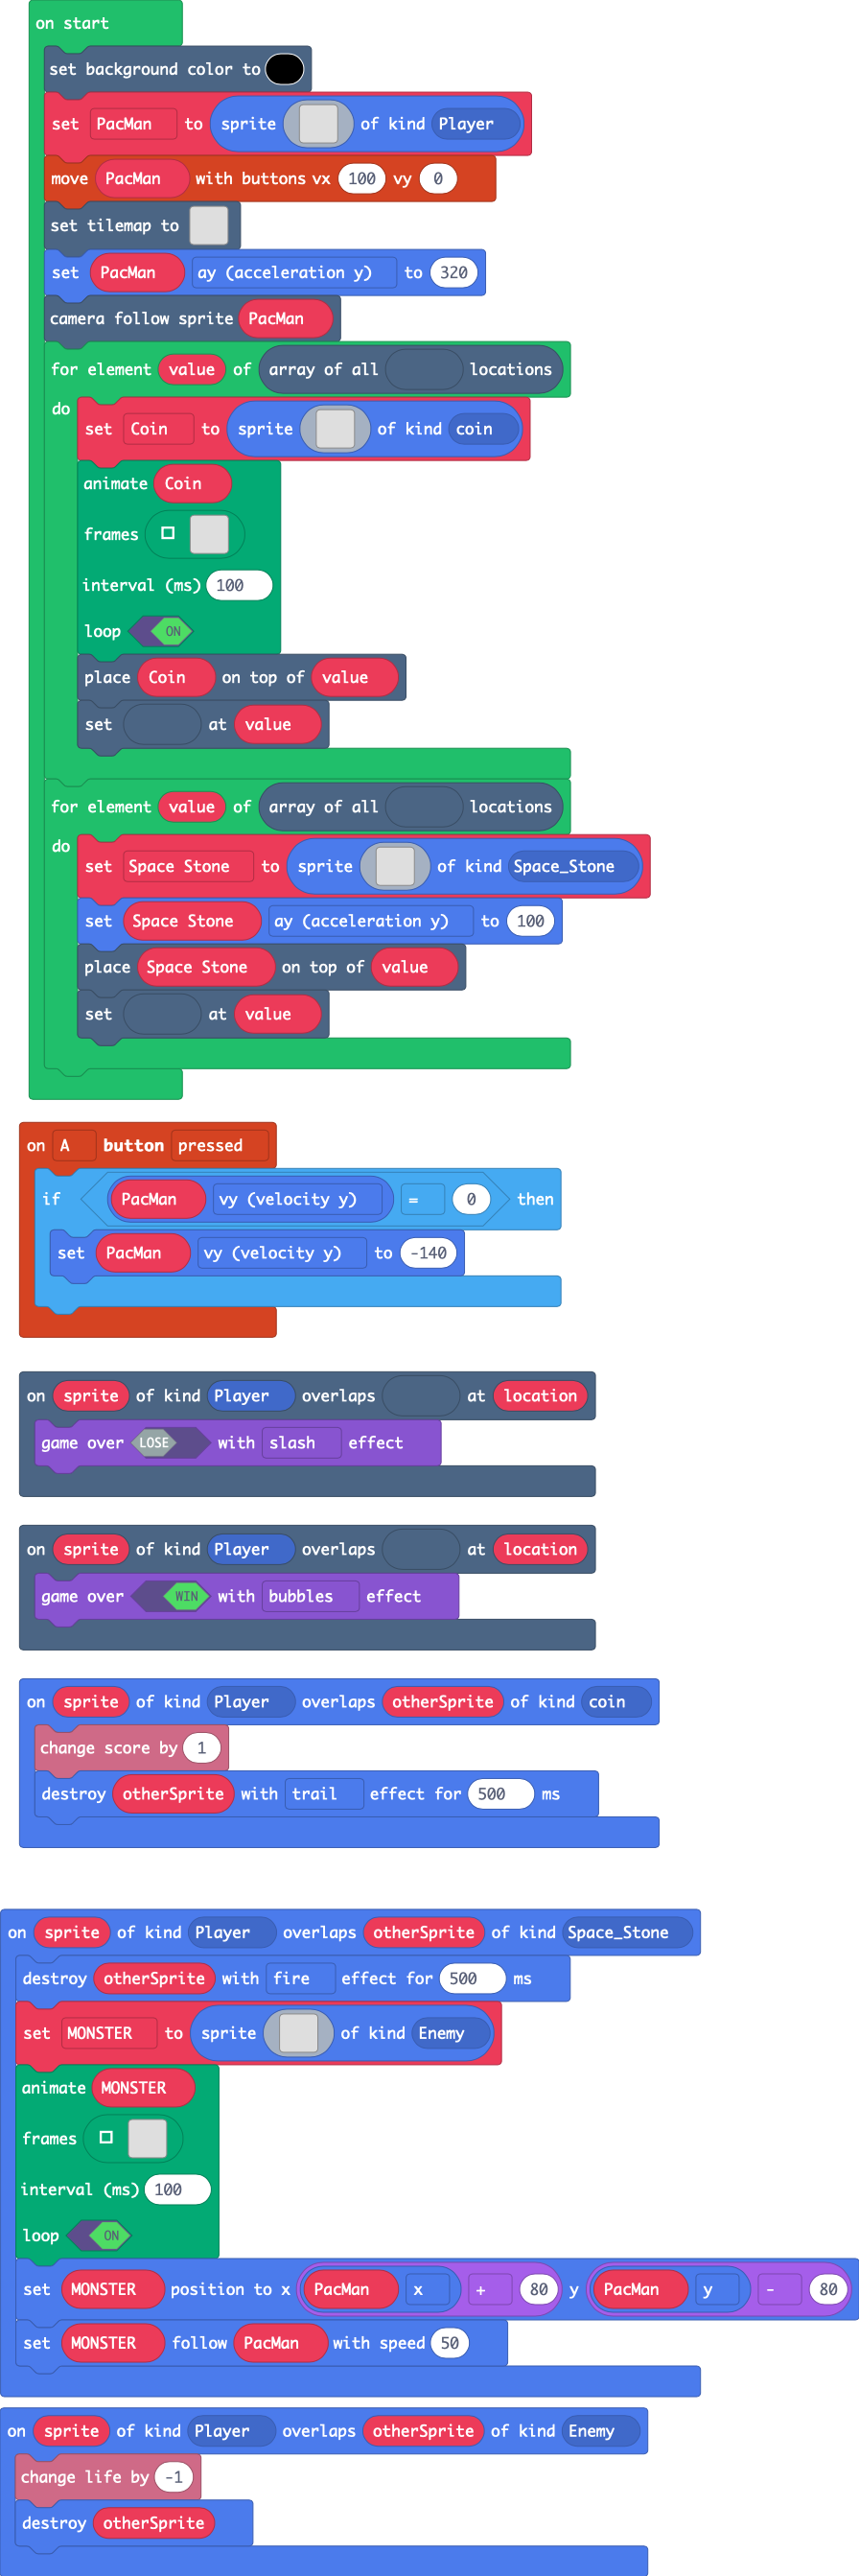 on start
set background color to
set PacMan to sprite of kind Player
move PacMan with buttons vx 100 vy 0
set tilemap to
set PacMan ay (acceleration y) to 320
camera follow sprite PacMan
for element value of array of all locations
do
set Coin to sprite of kind coin
animate Coin
frames
interval (ms) 100
loop ON
place Coin on top of value
set at value
for element value of array of all locations
do
set Space Stone to sprite of kind Space_Stone
set Space Stone ay (acceleration y) to 100
place Space Stone on top of value
set at value
on A button pressed
if PacMan vy (velocity y) = 0 then
set PacMan vy (velocity y) to -140
on sprite of kind Player overlaps at location
game over LOSE with slash effect
on sprite of kind Player overlaps at location
game over WIN with bubbles effect
on sprite of kind Player overlaps otherSprite of kind coin
change score by 1
destroy otherSprite with trail effect for 500 ms
on sprite of kind Player overlaps otherSprite of kind Space_Stone
destroy otherSprite with fire effect for 500 ms
set MONSTER to sprite of kind Enemy
animate MONSTER
frames
interval (ms) 100
loop ON
set MONSTER position to x PacMan x + 80 y PacMan y - 80
set MONSTER follow PacMan with speed 50
on sprite of kind Player overlaps otherSprite of kind Enemy
change life by -1
destroy otherSprite